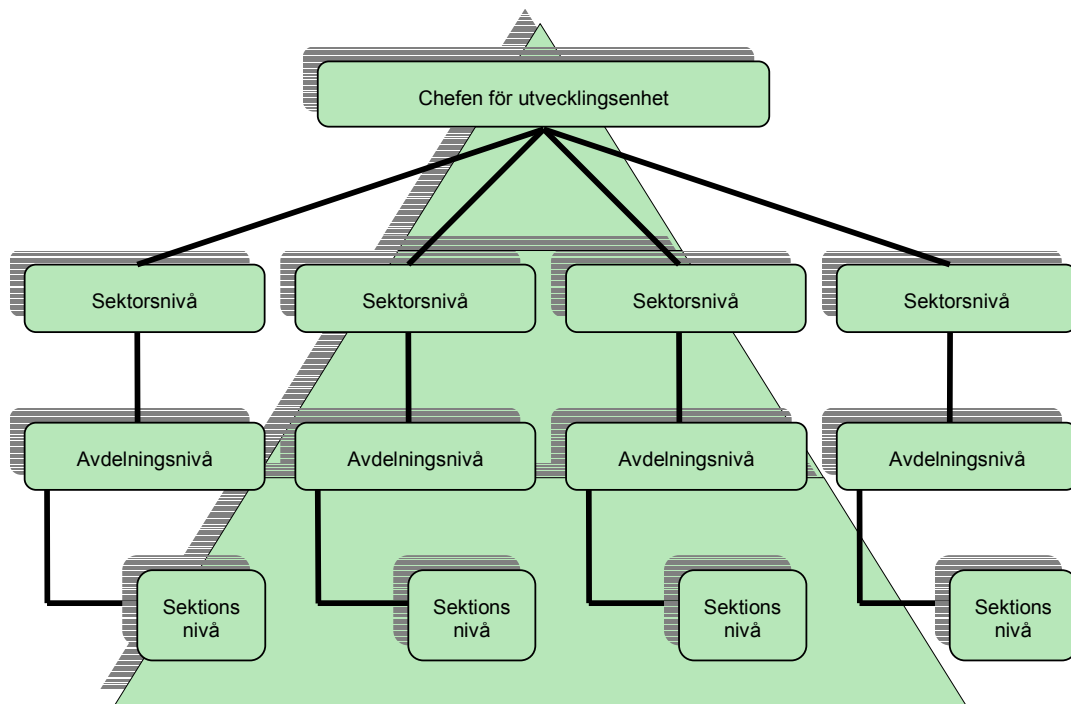 Chefen för utvecklingsenhet
Sektorsnivå
Sektorsnivå
Sektorsnivå
Sektorsnivå
Avdelningsnivå
Avdelningsnivå
Avdelningsnivå
Avdelningsnivå
Sektions
nivå
Sektions
nivå
Sektions
nivå
Sektions
nivå